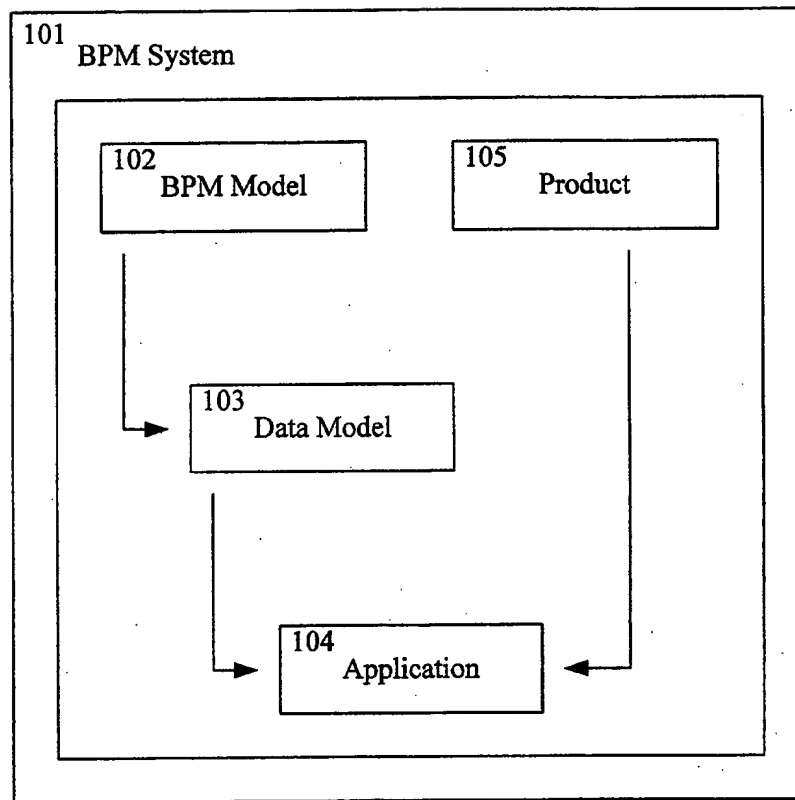 101
BPM System
102
BPM Model
105
Product
103
Data Model
104
Application